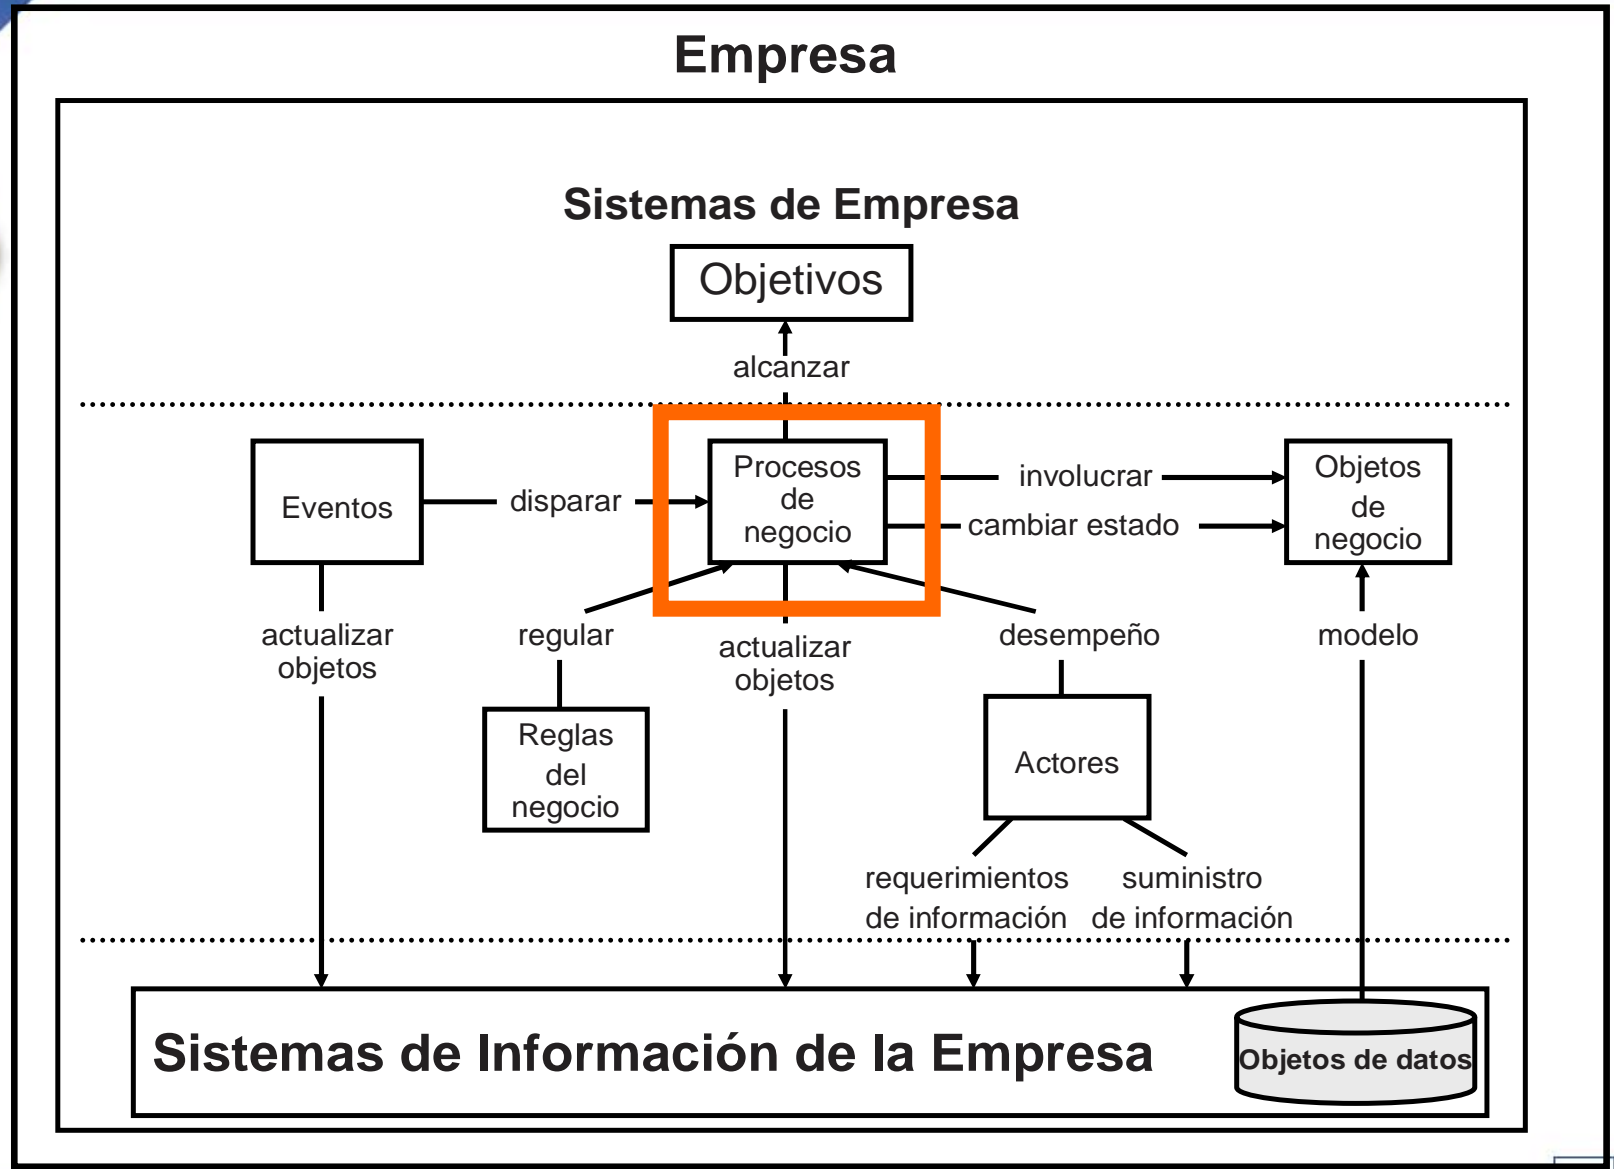 Empresa
Sistemas de Empresa
Objetivos
alcanzar
Eventos
disparar
Procesos
de
negocio
involucrar
cambiar estado
Objetos
de
negocio
actualizar
objetos
regular
actualizar
objetos
desempeño
modelo
Reglas
del
negocio
Actores
requerimientos
de información
suministro
de información
Sistemas de Información de la Empresa
Objetos de datos